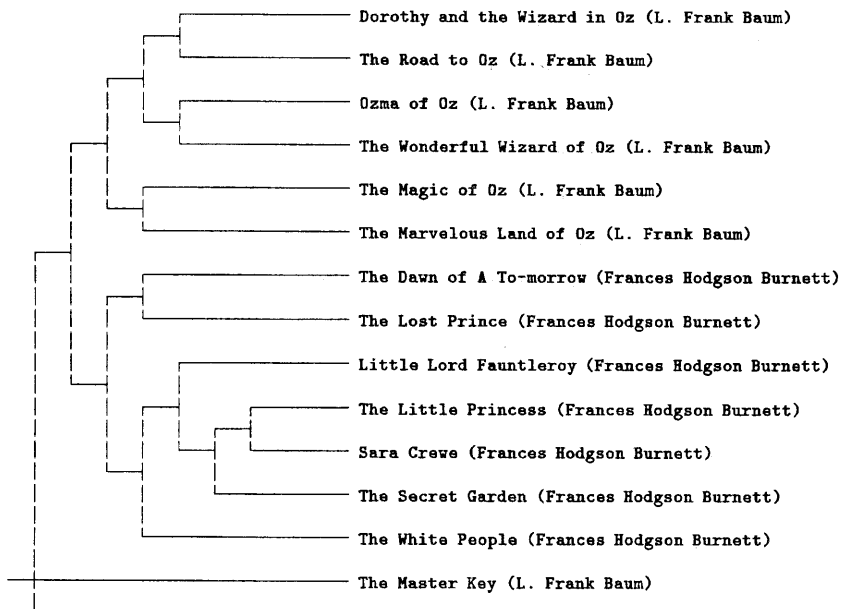 Dorothy and the Wizard in Oz (L. Frank Baum)
The Road to Oz (L. Frank Baum)
Ozma of Oz (L. Frank Baum)
The Wonderful Wizard of Oz (L. Frank Baum)
The Magic of Oz (L. Frank Baum)
The Marvelous Land of Oz (L. Frank Baum)
The Dawn of A To-morrow (Frances Hodgson Burnett)
The Lost Prince (Frances Hodgson Burnett)
Little Lord Fauntleroy (Frances Hodgson Burnett)
The Little Princess (Frances Hodgson Burnett)
Sara Crewe (Frances Hodgson Burnett)
The Secret Garden (Frances Hodgson Burnett)
The White People (Frances Hodgson Burnett)
The Master Key (L. Frank Baum)